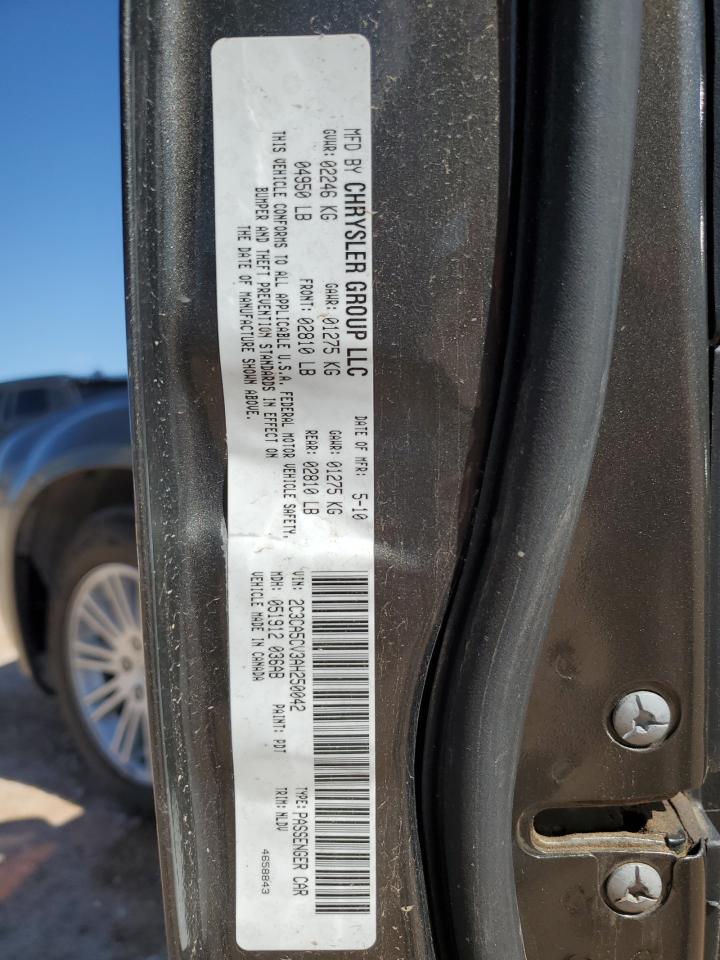 MFD BY CHRYSLER GROUP LLC DATE OF MFR: 5-10
GVWR: 02246 KG GAWR: 01275 KG GAWR: 01275 KG
04950 LB FRONT: 02810 LB REAR: 02810 LB
THIS VEHICLE CONFORMS TO ALL APPLICABLE U.S.A. FEDERAL MOTOR VEHICLE SAFETY,
BUMPER AND THEFT PREVENTION STANDARDS IN EFFECT ON
THE DATE OF MANUFACTURE SHOWN ABOVE.
VIN: 2C3CA5CV3AH250042 TYPE: PASSENGER CAR
MDH: 051912 036AB PAINT: PDT TRIM: MLDV
VEHICLE MADE IN CANADA 4658843